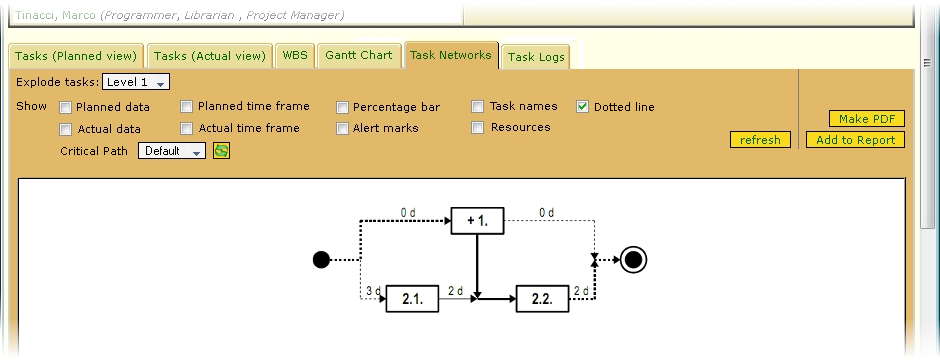 Tinacci, Marco (Programmer, Librarian , Project Manager)
Tasks (Planned view) Tasks (Actual view) WBS Gantt Chart Task Networks Task Logs
Explode tasks: Level 1
Show Planned data Planned time frame Percentage bar Task names Dotted line
Actual data Actual time frame Alert marks Resources
Make PDF
Critical Path Default refresh Add to Report
0 d 0 d
+ 1.
3 d 2.1. 2 d 2.2. 2 d